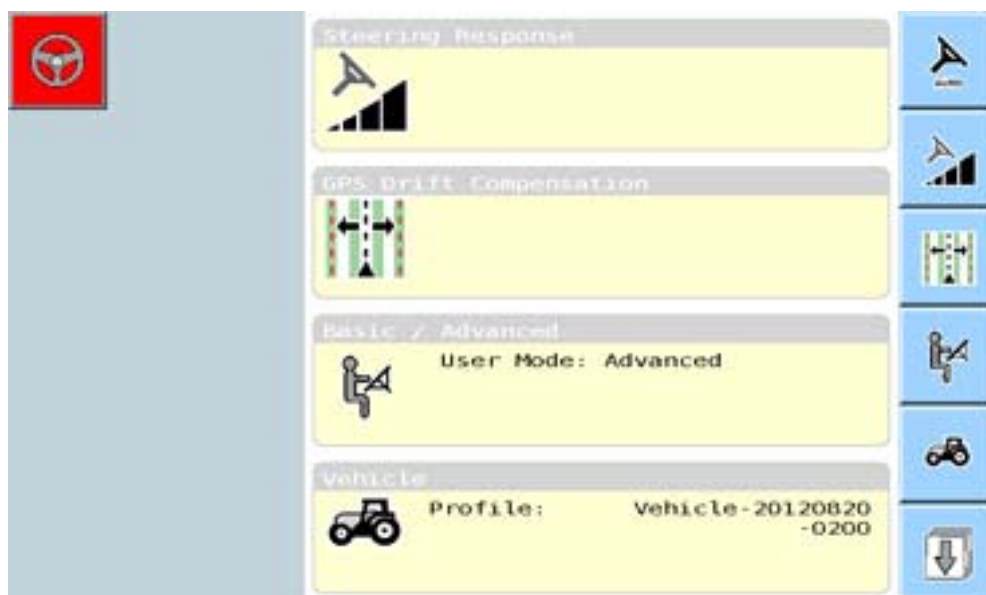 Steering Response
GPS Drift Compensation
Basic / Advanced
User Mode: Advanced
Vehicle
Profile: Vehicle-20120820
-0200